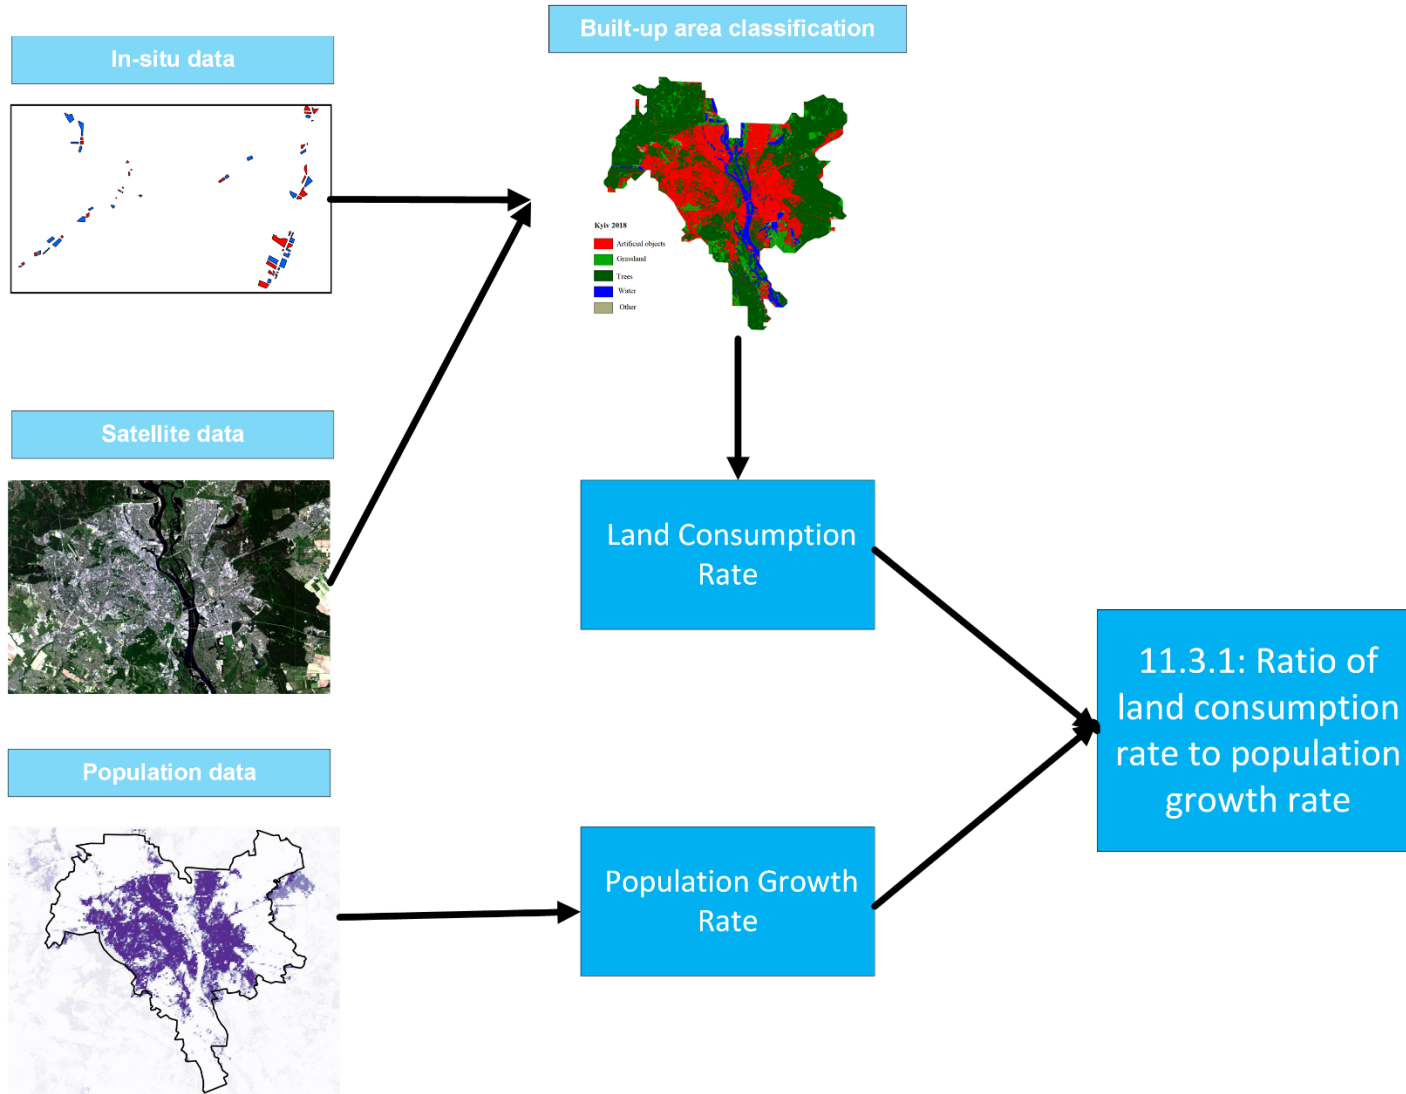 In-situ data
Built-up area classification
Kyiv 2018
Artificial objects
Grassland
Trees
Water
Other
Satellite data
Land Consumption
Rate
Population data
Population Growth
Rate
11.3.1: Ratio of
land consumption
rate to population
growth rate